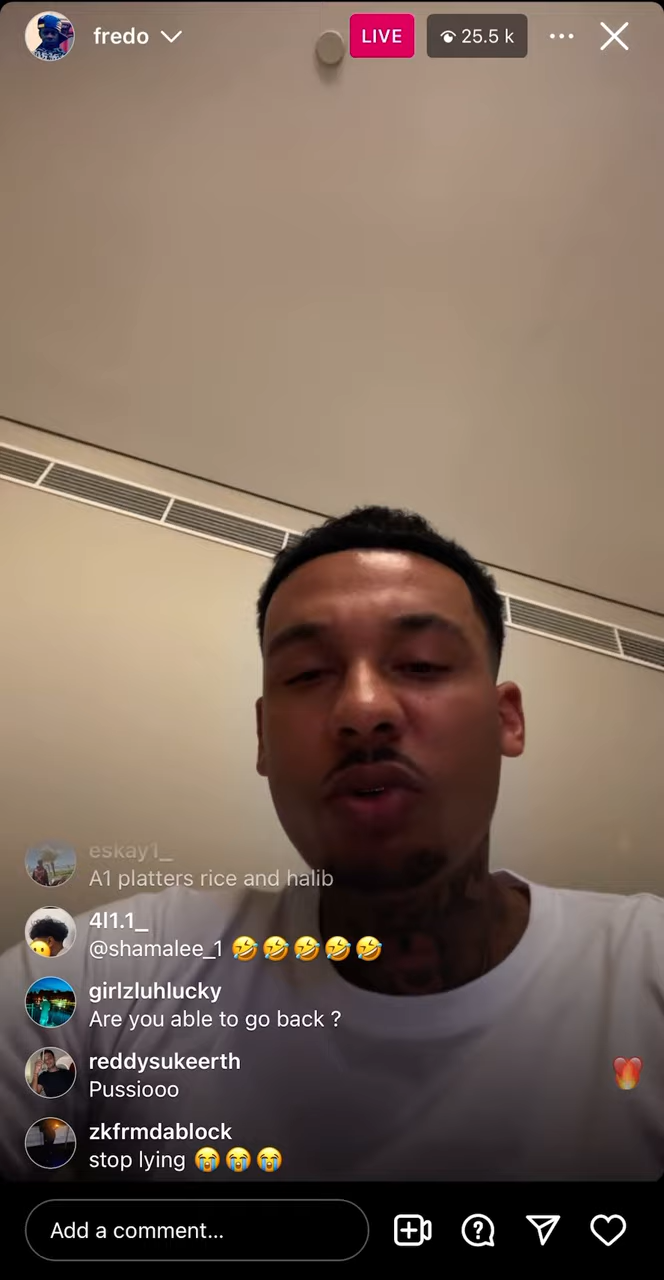 fredo
LIVE
25.5 k
eskay1_
A1 platters rice and halib
4l1.1_
@shamalee_1 🤣🤣🤣🤣🤣
girlzluhlucky
Are you able to go back ?
reddysukeerth
Pussiooo
zkfrmdablock
stop lying 😭😭😭
Add a comment...